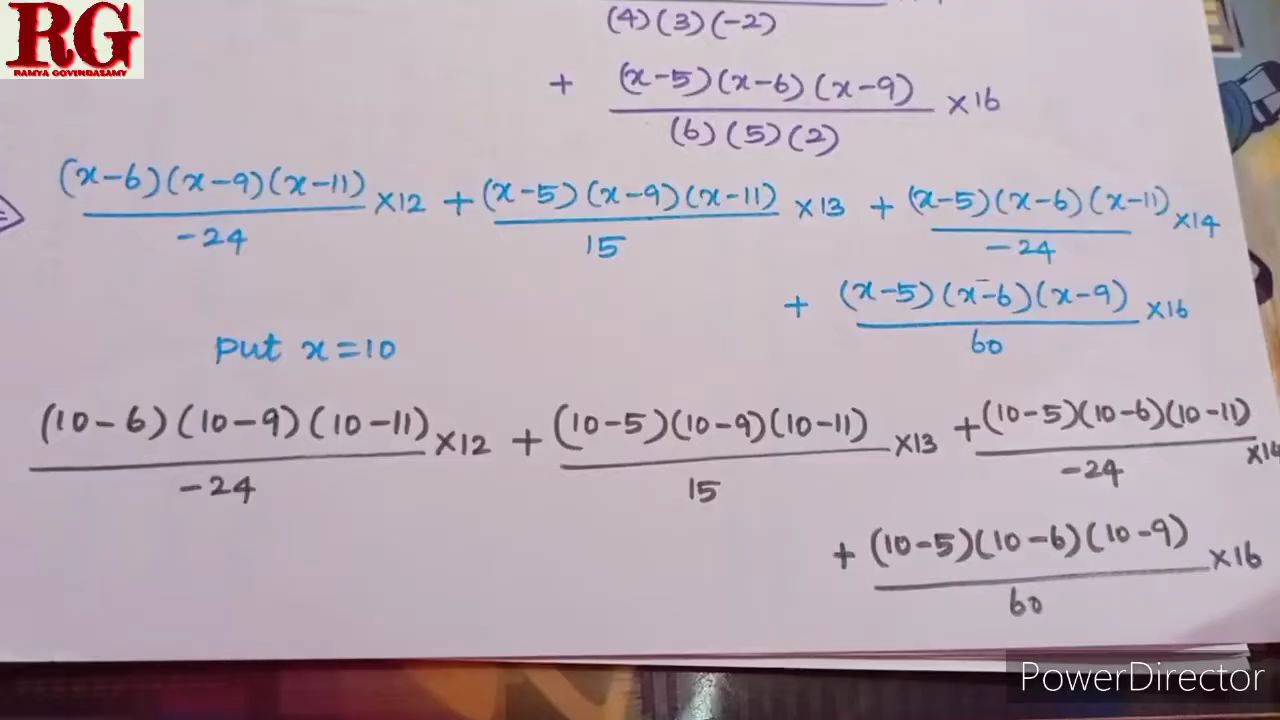 RG
RAMYA GOVINDASAMY
(4)(3)(-2)
+ (x-5)(x-6)(x-9) ×16
(6)(5)(2)
(x-6)(x-9)(x-11) ×12 + (x-5)(x-9)(x-11) ×13 + (x-5)(x-6)(x-11) ×14
-24 15 -24
+ (x-5)(x-6)(x-9) ×16
60
Put x=10
(10-6)(10-9)(10-11) ×12 + (10-5)(10-9)(10-11) ×13 + (10-5)(10-6)(10-11) ×14
-24 15 -24
+ (10-5)(10-6)(10-9) ×16
60
PowerDirector